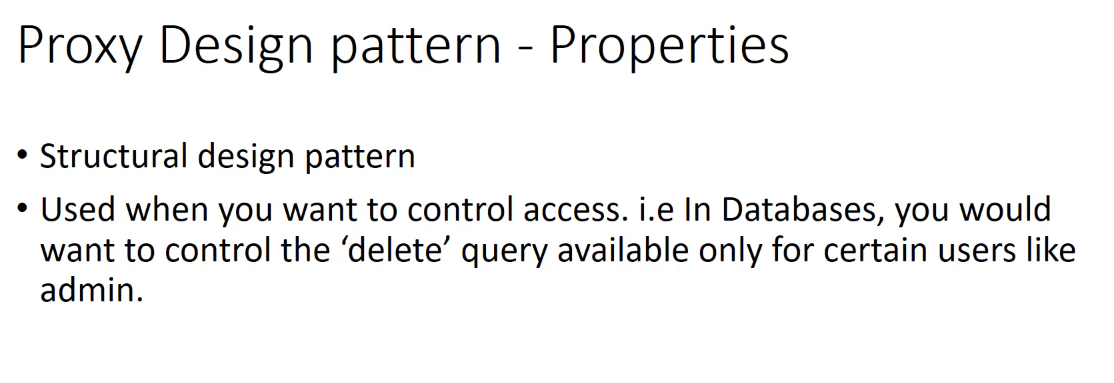 Proxy Design pattern - Properties
• Structural design pattern
• Used when you want to control access. i.e In Databases, you would
want to control the ‘delete’ query available only for certain users like
admin.